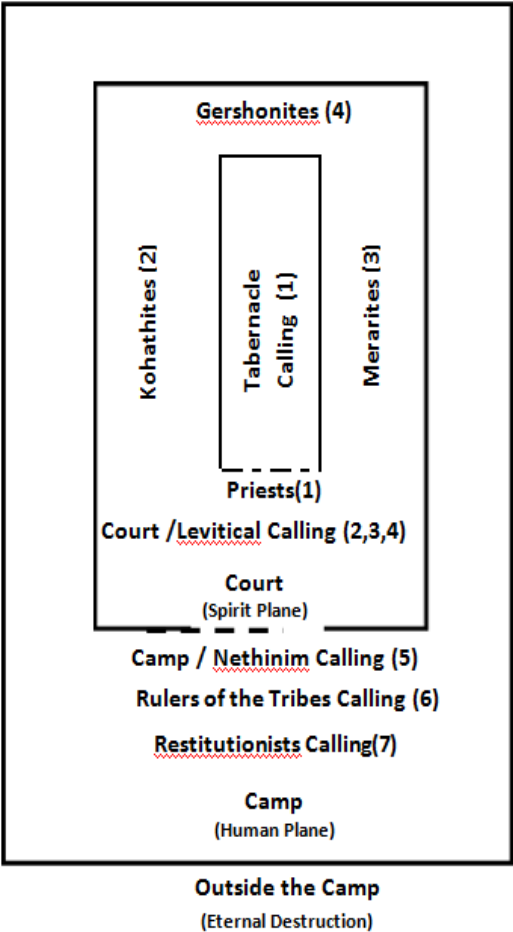 Gershonites (4)
Kohathites (2)
Tabernacle
Calling (1)
Merarites (3)
Priests(1)
Court /Levitical Calling (2,3,4)
Court
(Spirit Plane)
Camp / Nethinim Calling (5)
Rulers of the Tribes Calling (6)
Restitutionists Calling(7)
Camp
(Human Plane)
Outside the Camp
(Eternal Destruction)